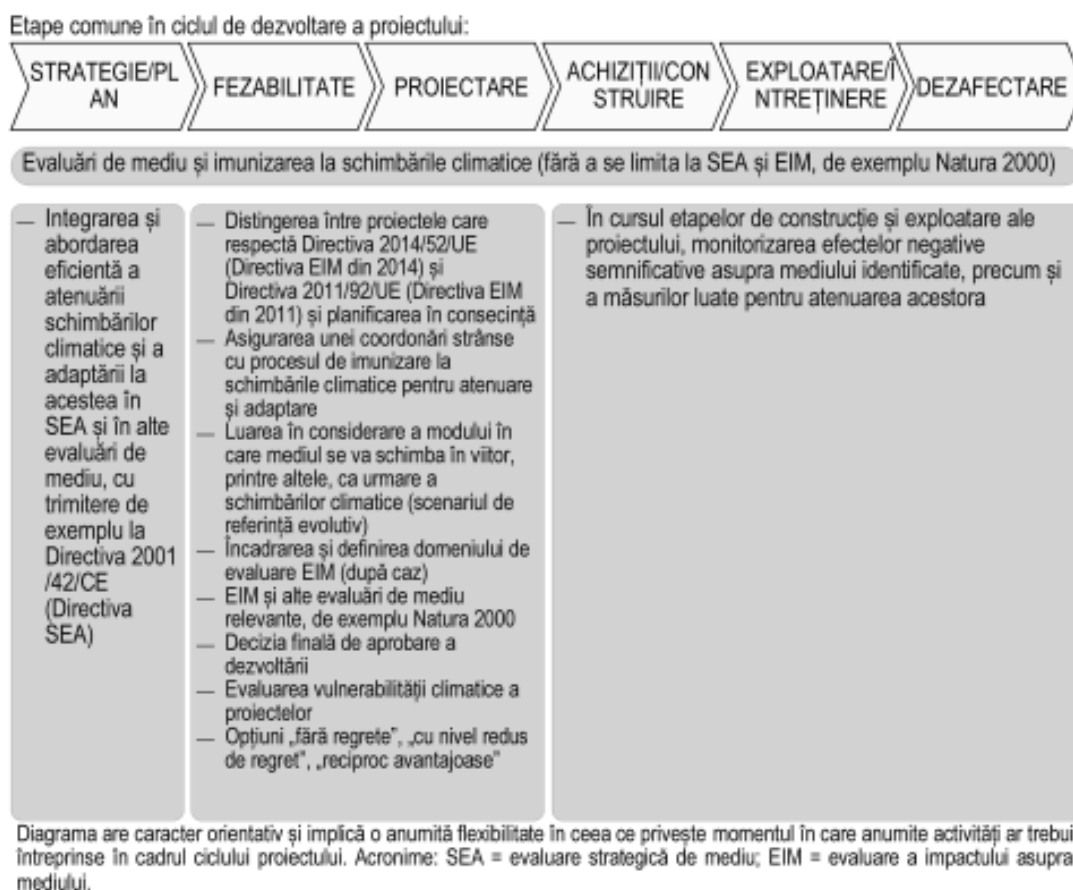 Etape comune în ciclul de dezvoltare a proiectului:
STRATEGIE/PL
AN
FEZABILITATE
PROIECTARE
ACHIZIȚII/CON
STRUIRE
EXPLOATARE/Î
NTREȚINERE
DEZAFECTARE
Evaluări de mediu și imunizarea la schimbările climatice (fără a se limita la SEA și EIM, de exemplu Natura 2000)
— Integrarea și
abordarea
eficientă a
atenuării
schimbărilor
climatice și a
adaptării la
acestea în
SEA și în alte
evaluări de
mediu, cu
trimitere de
exemplu la
Directiva 2001
/42/CE
(Directiva
SEA)
— Distingerea între proiectele care
respectă Directiva 2014/52/UE
(Directiva EIM din 2014) și
Directiva 2011/92/UE (Directiva EIM
din 2011) și planificarea în consecință
— Asigurarea unei coordonări strânse
cu procesul de imunizare la
schimbările climatice pentru atenuare
și adaptare
— Luarea în considerare a modului în
care mediul se va schimba în viitor,
printre altele, ca urmare a
schimbărilor climatice (scenariul de
referință evolutiv)
— Încadrarea și definirea domeniului de
evaluare EIM (după caz)
— EIM și alte evaluări de mediu
relevante, de exemplu Natura 2000
— Decizia finală de aprobare a
dezvoltării
— Evaluarea vulnerabilității climatice a
proiectelor
— Opțiuni „fără regrete”, „cu nivel redus
de regret”, „reciproc avantajoase”
— În cursul etapelor de construcție și exploatare ale
proiectului, monitorizarea efectelor negative
semnificative asupra mediului identificate, precum și
a măsurilor luate pentru atenuarea acestora
Diagrama are caracter orientativ și implică o anumită flexibilitate în ceea ce privește momentul în care anumite activități ar trebui
întreprinse în cadrul ciclului proiectului. Acronime: SEA = evaluare strategică de mediu; EIM = evaluare a impactului asupra
mediului.